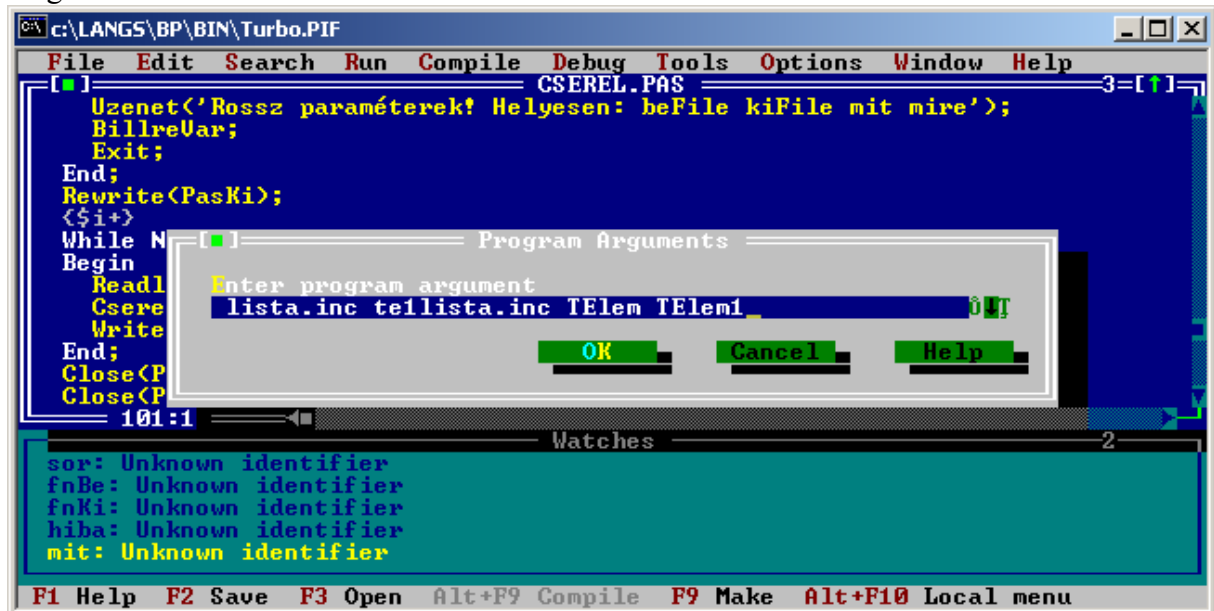 c:\LANGS\BP\BIN\Turbo.PIF
File Edit Search Run Compile Debug Tools Options Window Help
CSEREL.PAS 3=[↑]
Uzenet('Rossz paraméterek! Helyesen: beFile kiFile mit mire');
BillreVar;
Exit;
End;
Rewrite(PasKi);
{$i+}
While N
Begin
Readl
Csere
Write
End;
Close(P
Close(P
Program Arguments
Enter program argument
lista.inc te1lista.inc TElem TElem1_
OK Cancel Help
101:1
Watches 2
sor: Unknown identifier
fnBe: Unknown identifier
fnKi: Unknown identifier
hiba: Unknown identifier
mit: Unknown identifier
F1 Help F2 Save F3 Open Alt+F9 Compile F9 Make Alt+F10 Local menu